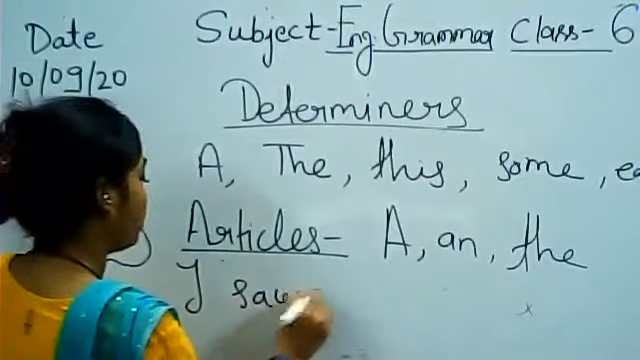 Date
10/09/20
Subject-Eng. Grammar Class- 6
Determiners
A, The, this, some,
Articles- A, an, the
I